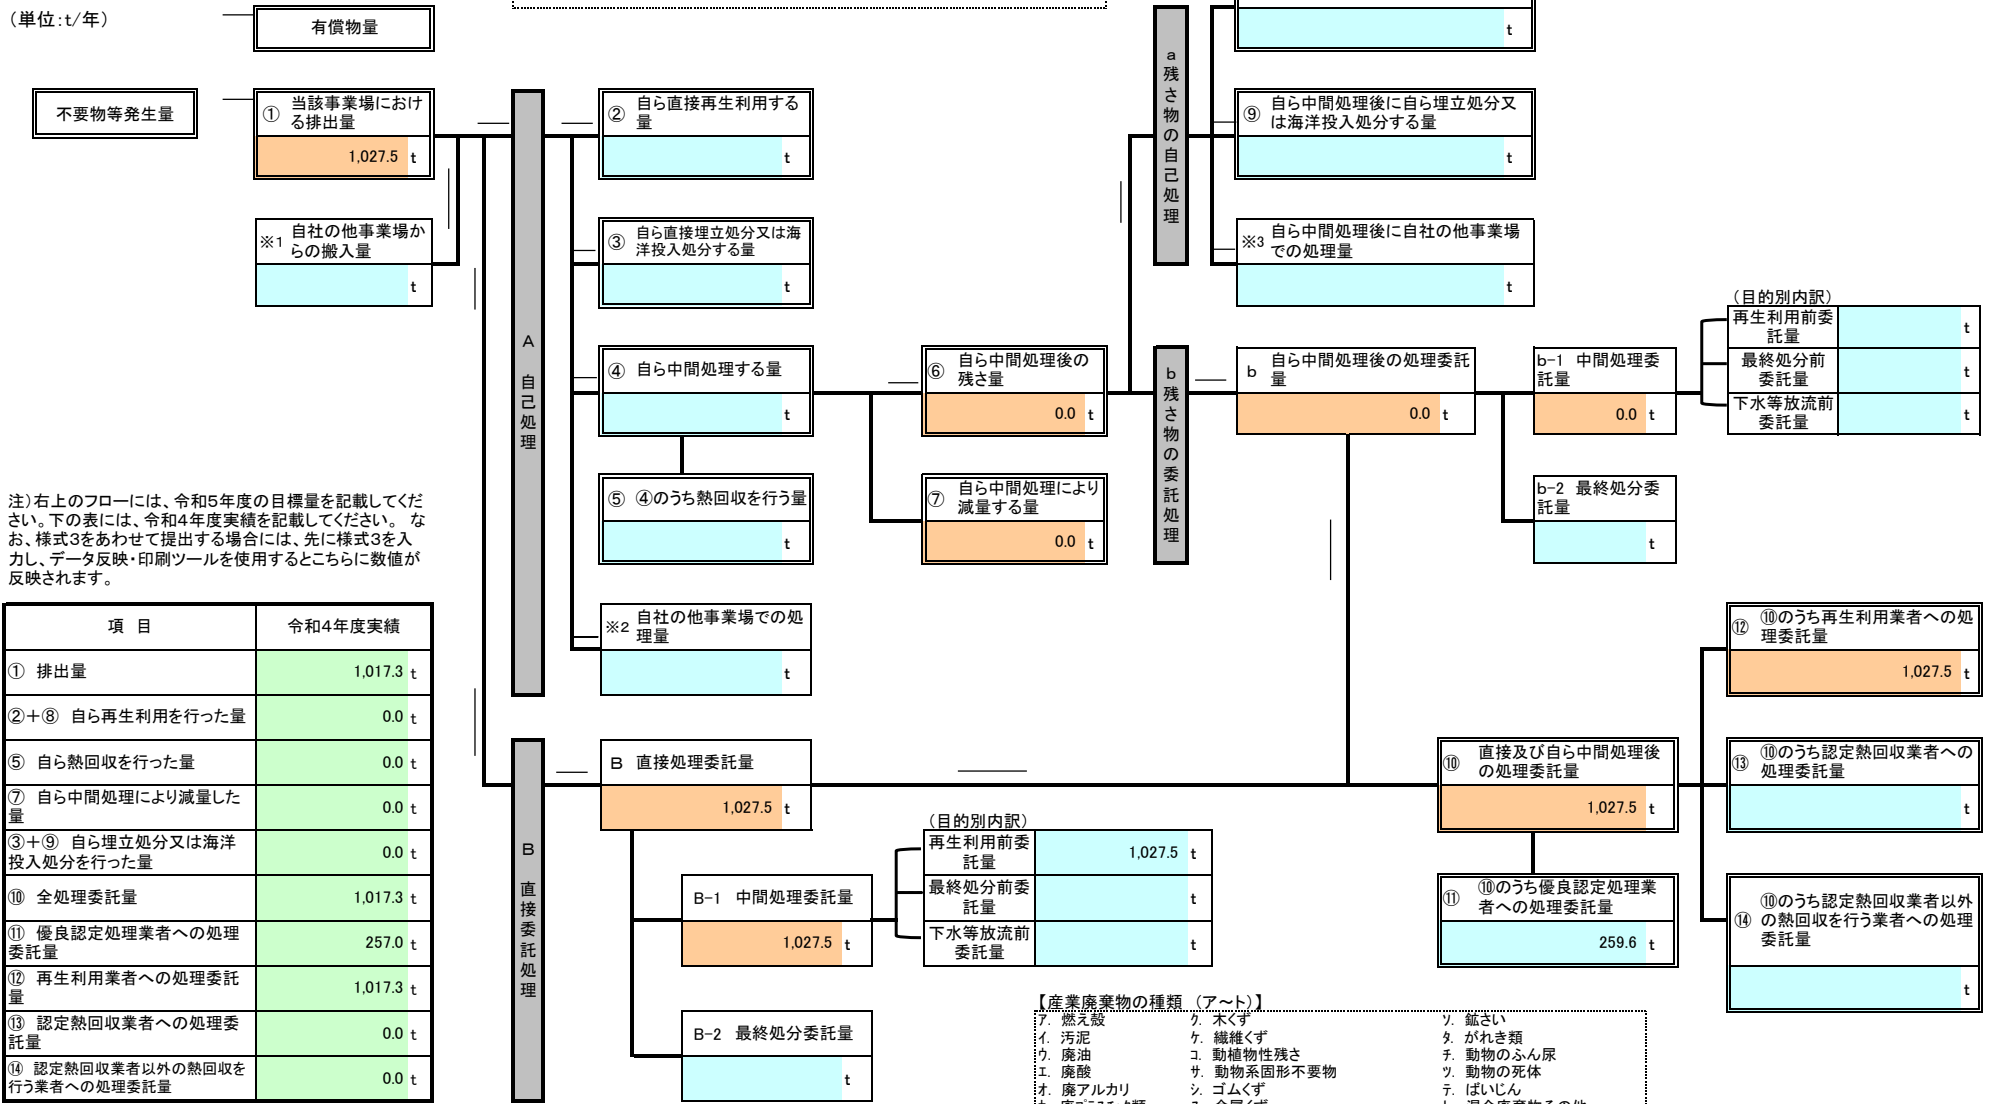 （単位：t/年）
有償物量
t
不要物等発生量
① 当該事業場におけ
る排出量
1,027.5 t
※1 自社の他事業場か
らの搬入量
t
A 自己処理
② 自ら直接再生利用する
量
t
③ 自ら直接埋立処分又は海
洋投入処分する量
t
④ 自ら中間処理する量
t
⑤ ④のうち熱回収を行う量
t
※2 自社の他事業場での処
理量
t
⑥ 自ら中間処理後の
残さ量
0.0 t
⑦ 自ら中間処理により
減量する量
0.0 t
a 残さ物の自己処理
⑨ 自ら中間処理後に自ら埋立処分又
は海洋投入処分する量
t
※3 自ら中間処理後に自社の他事業場
での処理量
t
b 残さ物の委託処理
b 自ら中間処理後の処理委託
量
0.0 t
b-1 中間処理委
託量
0.0 t
（目的別内訳）
再生利用前委
託量
t
最終処分前
委託量
t
下水等放流前
委託量
t
b-2 最終処分委
託量
t
注）右上のフローには、令和5年度の目標量を記載してくだ
さい。下の表には、令和4年度実績を記載してください。 な
お、様式3をあわせて提出する場合には、先に様式3を入
力し、データ反映・印刷ツールを使用するとこちらに数値が
反映されます。
項 目 令和4年度実績
① 排出量 1,017.3 t
②＋⑧ 自ら再生利用を行った量 0.0 t
⑤ 自ら熱回収を行った量 0.0 t
⑦ 自ら中間処理により減量した
量 0.0 t
③＋⑨ 自ら埋立処分又は海洋
投入処分を行った量 0.0 t
⑩ 全処理委託量 1,017.3 t
⑪ 優良認定処理業者への処理
委託量 257.0 t
⑫ 再生利用業者への処理委託
量 1,017.3 t
⑬ 認定熱回収業者への処理委
託量 0.0 t
⑭ 認定熱回収業者以外の熱回収を
行う業者への処理委託量 0.0 t
B 直接委託処理
B 直接処理委託量
1,027.5 t
B-1 中間処理委託量
1,027.5 t
（目的別内訳）
再生利用前委
託量
1,027.5 t
最終処分前委
託量
t
下水等放流前
委託量
t
B-2 最終処分委託量
t
⑩ 直接及び自ら中間処理後
の処理委託量
1,027.5 t
⑪ ⑩のうち優良認定処理業
者への処理委託量
259.6 t
⑫ ⑩のうち再生利用業者への処
理委託量
1,027.5 t
⑬ ⑩のうち認定熱回収業者への
処理委託量
t
⑭ ⑩のうち認定熱回収業者以外
の熱回収を行う業者への処理
委託量
t
【産業廃棄物の種類 （ア～ト）】
ｱ. 燃え殻 ｸ. 木くず ｿ. 鉱さい
ｲ. 汚泥 ｹ. 繊維くず ﾀ. がれき類
ｳ. 廃油 ｺ. 動植物性残さ ﾁ. 動物のふん尿
ｴ. 廃酸 ｻ. 動物系固形不要物 ﾂ. 動物の死体
ｵ. 廃アルカリ ｼ. ゴムくず ﾃ. ばいじん